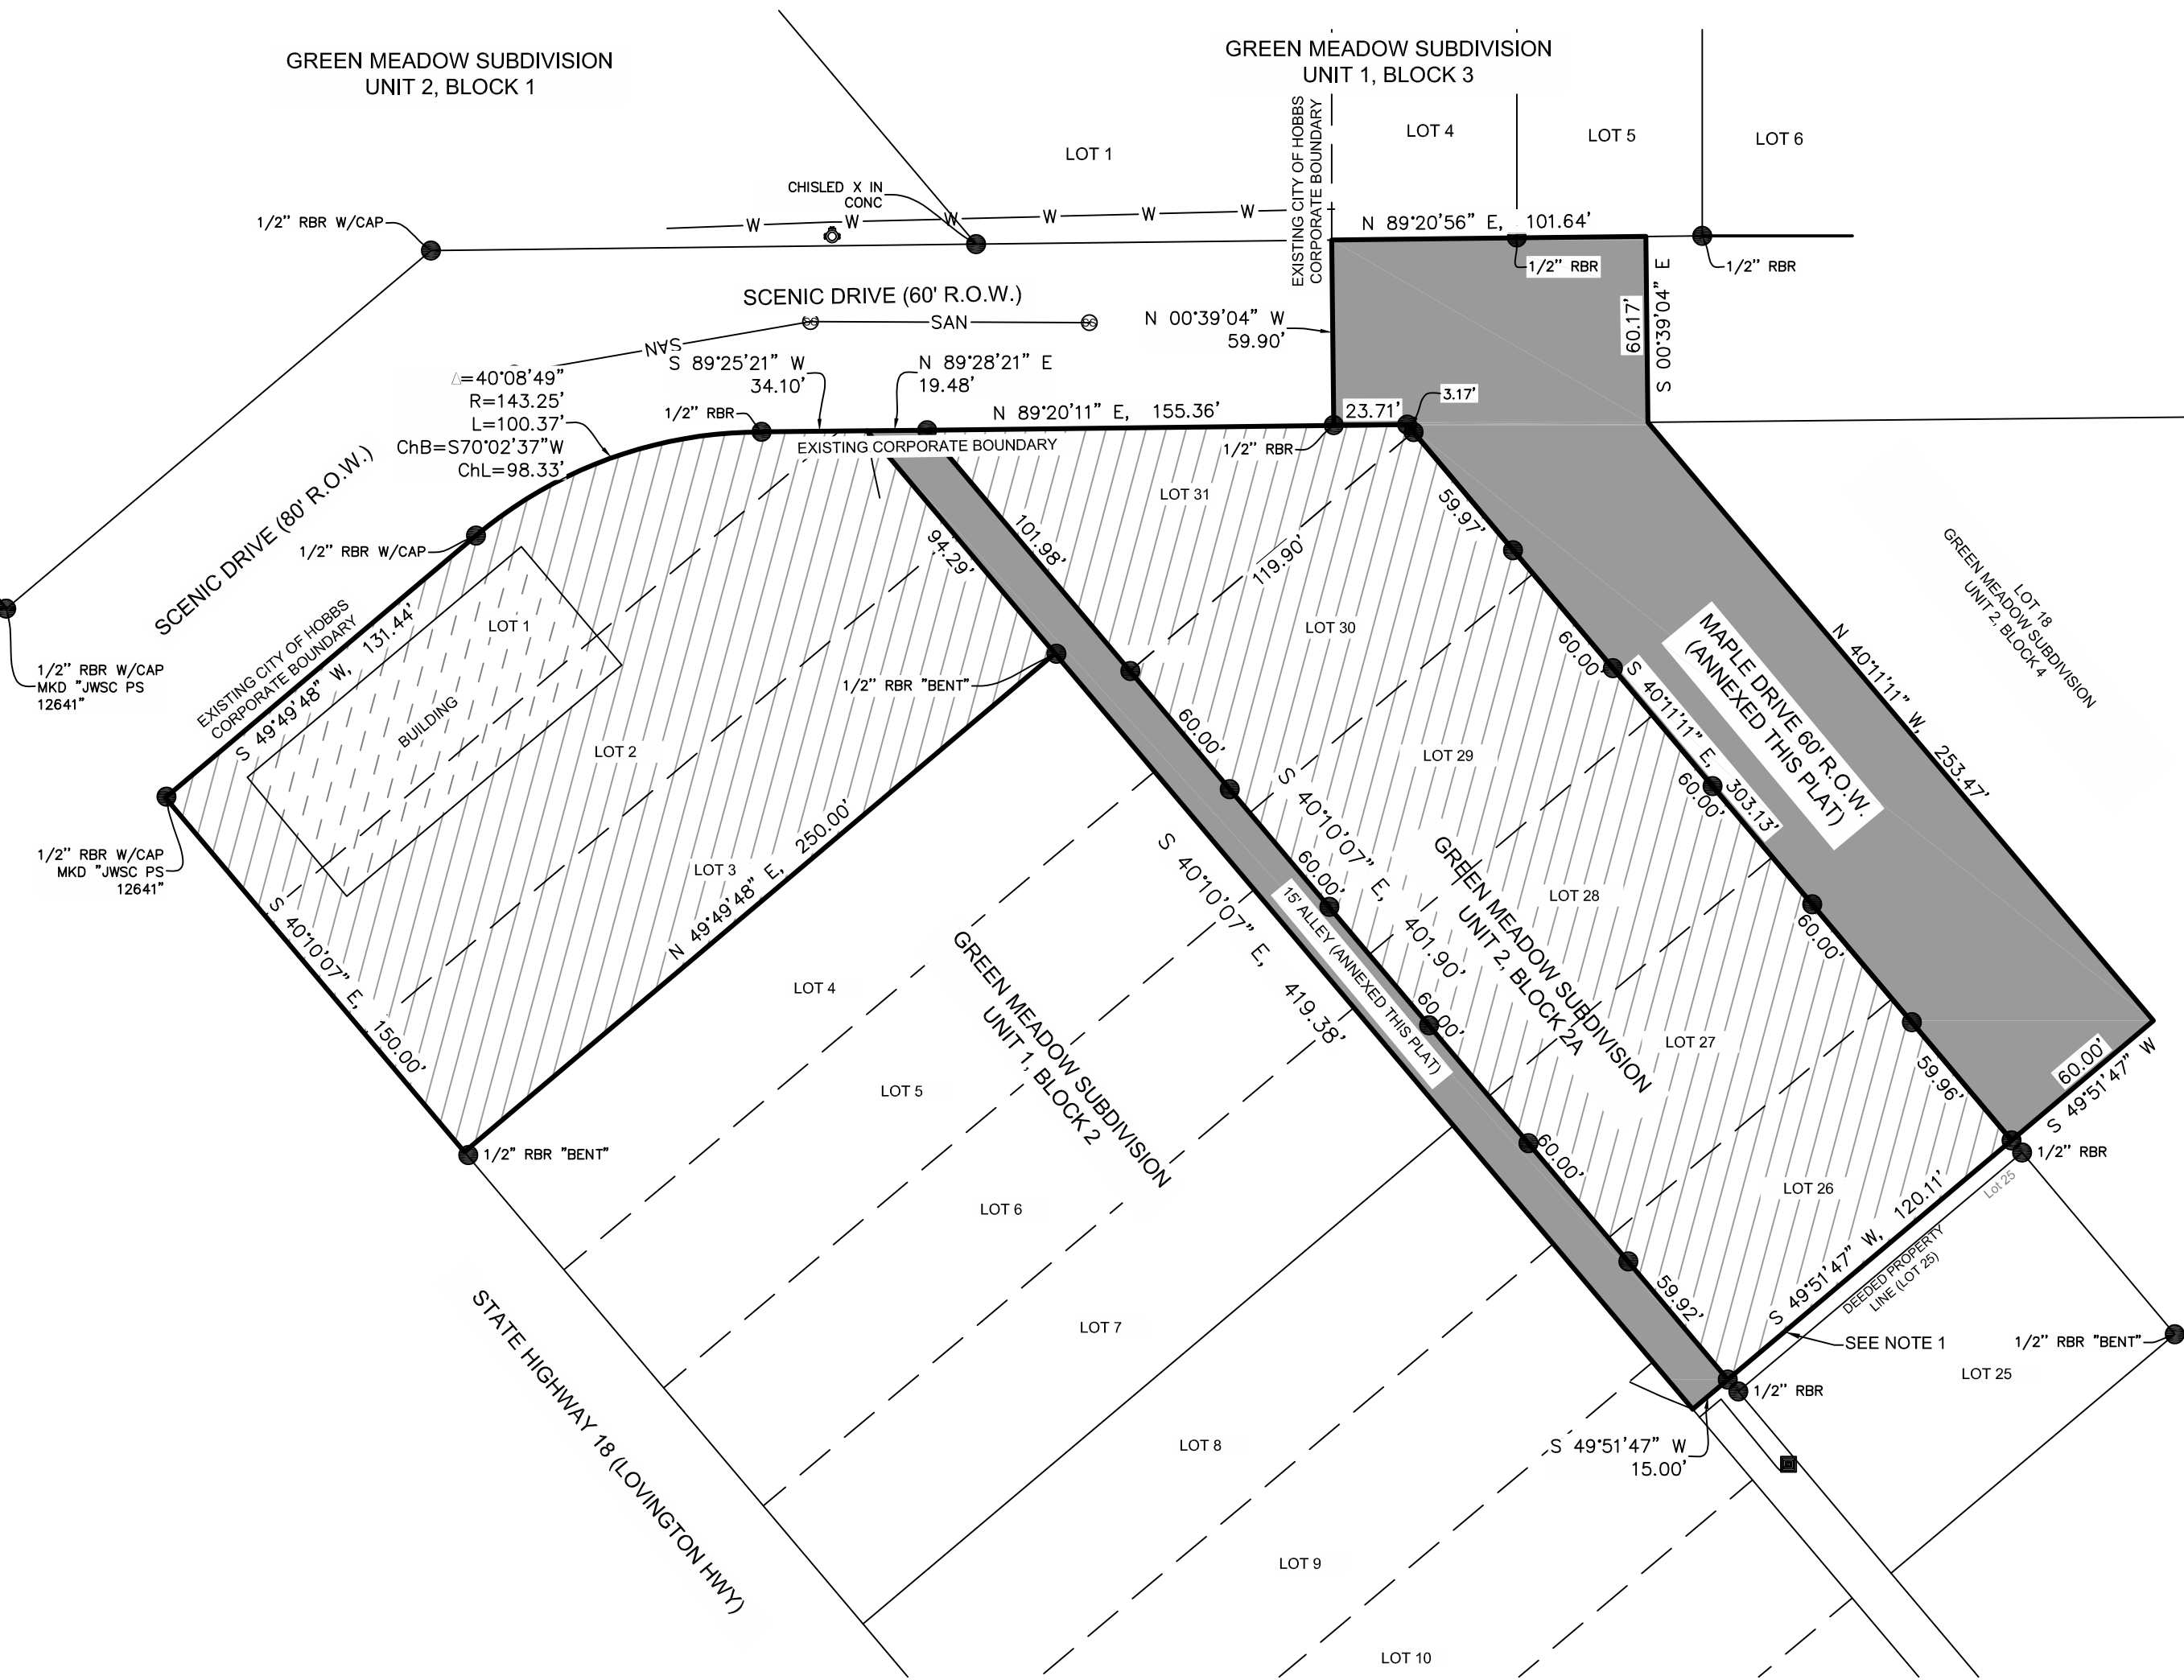 GREEN MEADOW SUBDIVISION
UNIT 2, BLOCK 1
GREEN MEADOW SUBDIVISION
UNIT 1, BLOCK 3
LOT 1
LOT 4
LOT 5
LOT 6
EXISTING CITY OF HOBBS
CORPORATE BOUNDARY
CHISLED X IN
CONC
1/2" RBR W/CAP
W
W
W
W
W
W
N 89°20'56" E, 101.64'
1/2" RBR
1/2" RBR
SCENIC DRIVE (60' R.O.W.)
SAN
SAN
N 00°39'04" W
59.90'
60.17'
S 00°39'04" E
S 89°25'21" W
34.10'
N 89°28'21" E
19.48'
△=40°08'49"
R=143.25'
L=100.37'
ChB=S70°02'37"W
ChL=98.33'
1/2" RBR
N 89°20'11" E, 155.36'
23.71'
3.17'
EXISTING CORPORATE BOUNDARY
1/2" RBR
SCENIC DRIVE (80' R.O.W.)
1/2" RBR W/CAP
LOT 31
101.98'
94.29'
119.90'
59.97'
LOT 18
GREEN MEADOW SUBDIVISION
UNIT 2, BLOCK 4
EXISTING CITY OF HOBBS
CORPORATE BOUNDARY
S 49°49'48" W, 131.44'
LOT 1
BUILDING
1/2" RBR W/CAP
MKD "JWSC PS
12641"
LOT 30
60.00'
S 40°11'11" E, 303.13'
MAPLE DRIVE 60' R.O.W.
(ANNEXED THIS PLAT)
N 40°11'11" W, 253.47'
1/2" RBR "BENT"
LOT 2
60.00'
LOT 29
60.00'
1/2" RBR W/CAP
MKD "JWSC PS
12641"
LOT 3
N 49°49'48" E, 250.00'
S 40°10'07" E, 150.00'
S 40°10'07" E, 419.38'
60.00'
S 40°10'07" E, 401.90'
GREEN MEADOW SUBDIVISION
UNIT 2, BLOCK 2A
LOT 28
60.00'
15' ALLEY (ANNEXED THIS PLAT)
LOT 4
GREEN MEADOW SUBDIVISION
UNIT 1, BLOCK 2
60.00'
LOT 27
59.96'
60.00'
S 49°51'47" W
LOT 5
1/2" RBR "BENT"
60.00'
1/2" RBR
LOT 26
Lot 25
S 49°51'47" W, 120.11'
DEEDED PROPERTY
LINE (LOT 25)
LOT 6
59.92'
SEE NOTE 1
1/2" RBR "BENT"
LOT 25
LOT 7
1/2" RBR
STATE HIGHWAY 18 (LOVINGTON HWY)
LOT 8
S 49°51'47" W
15.00'
LOT 9
LOT 10